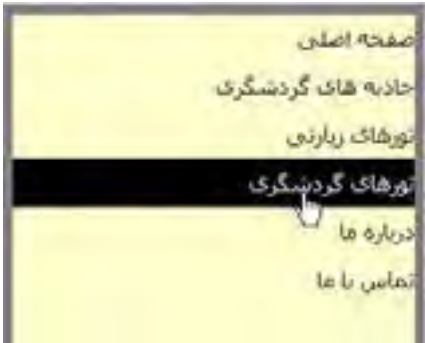 صفحه اصلی
جاذبه های گردشگری
تورهای زیارتی
تورهای گردشگری
درباره ما
تماس با ما